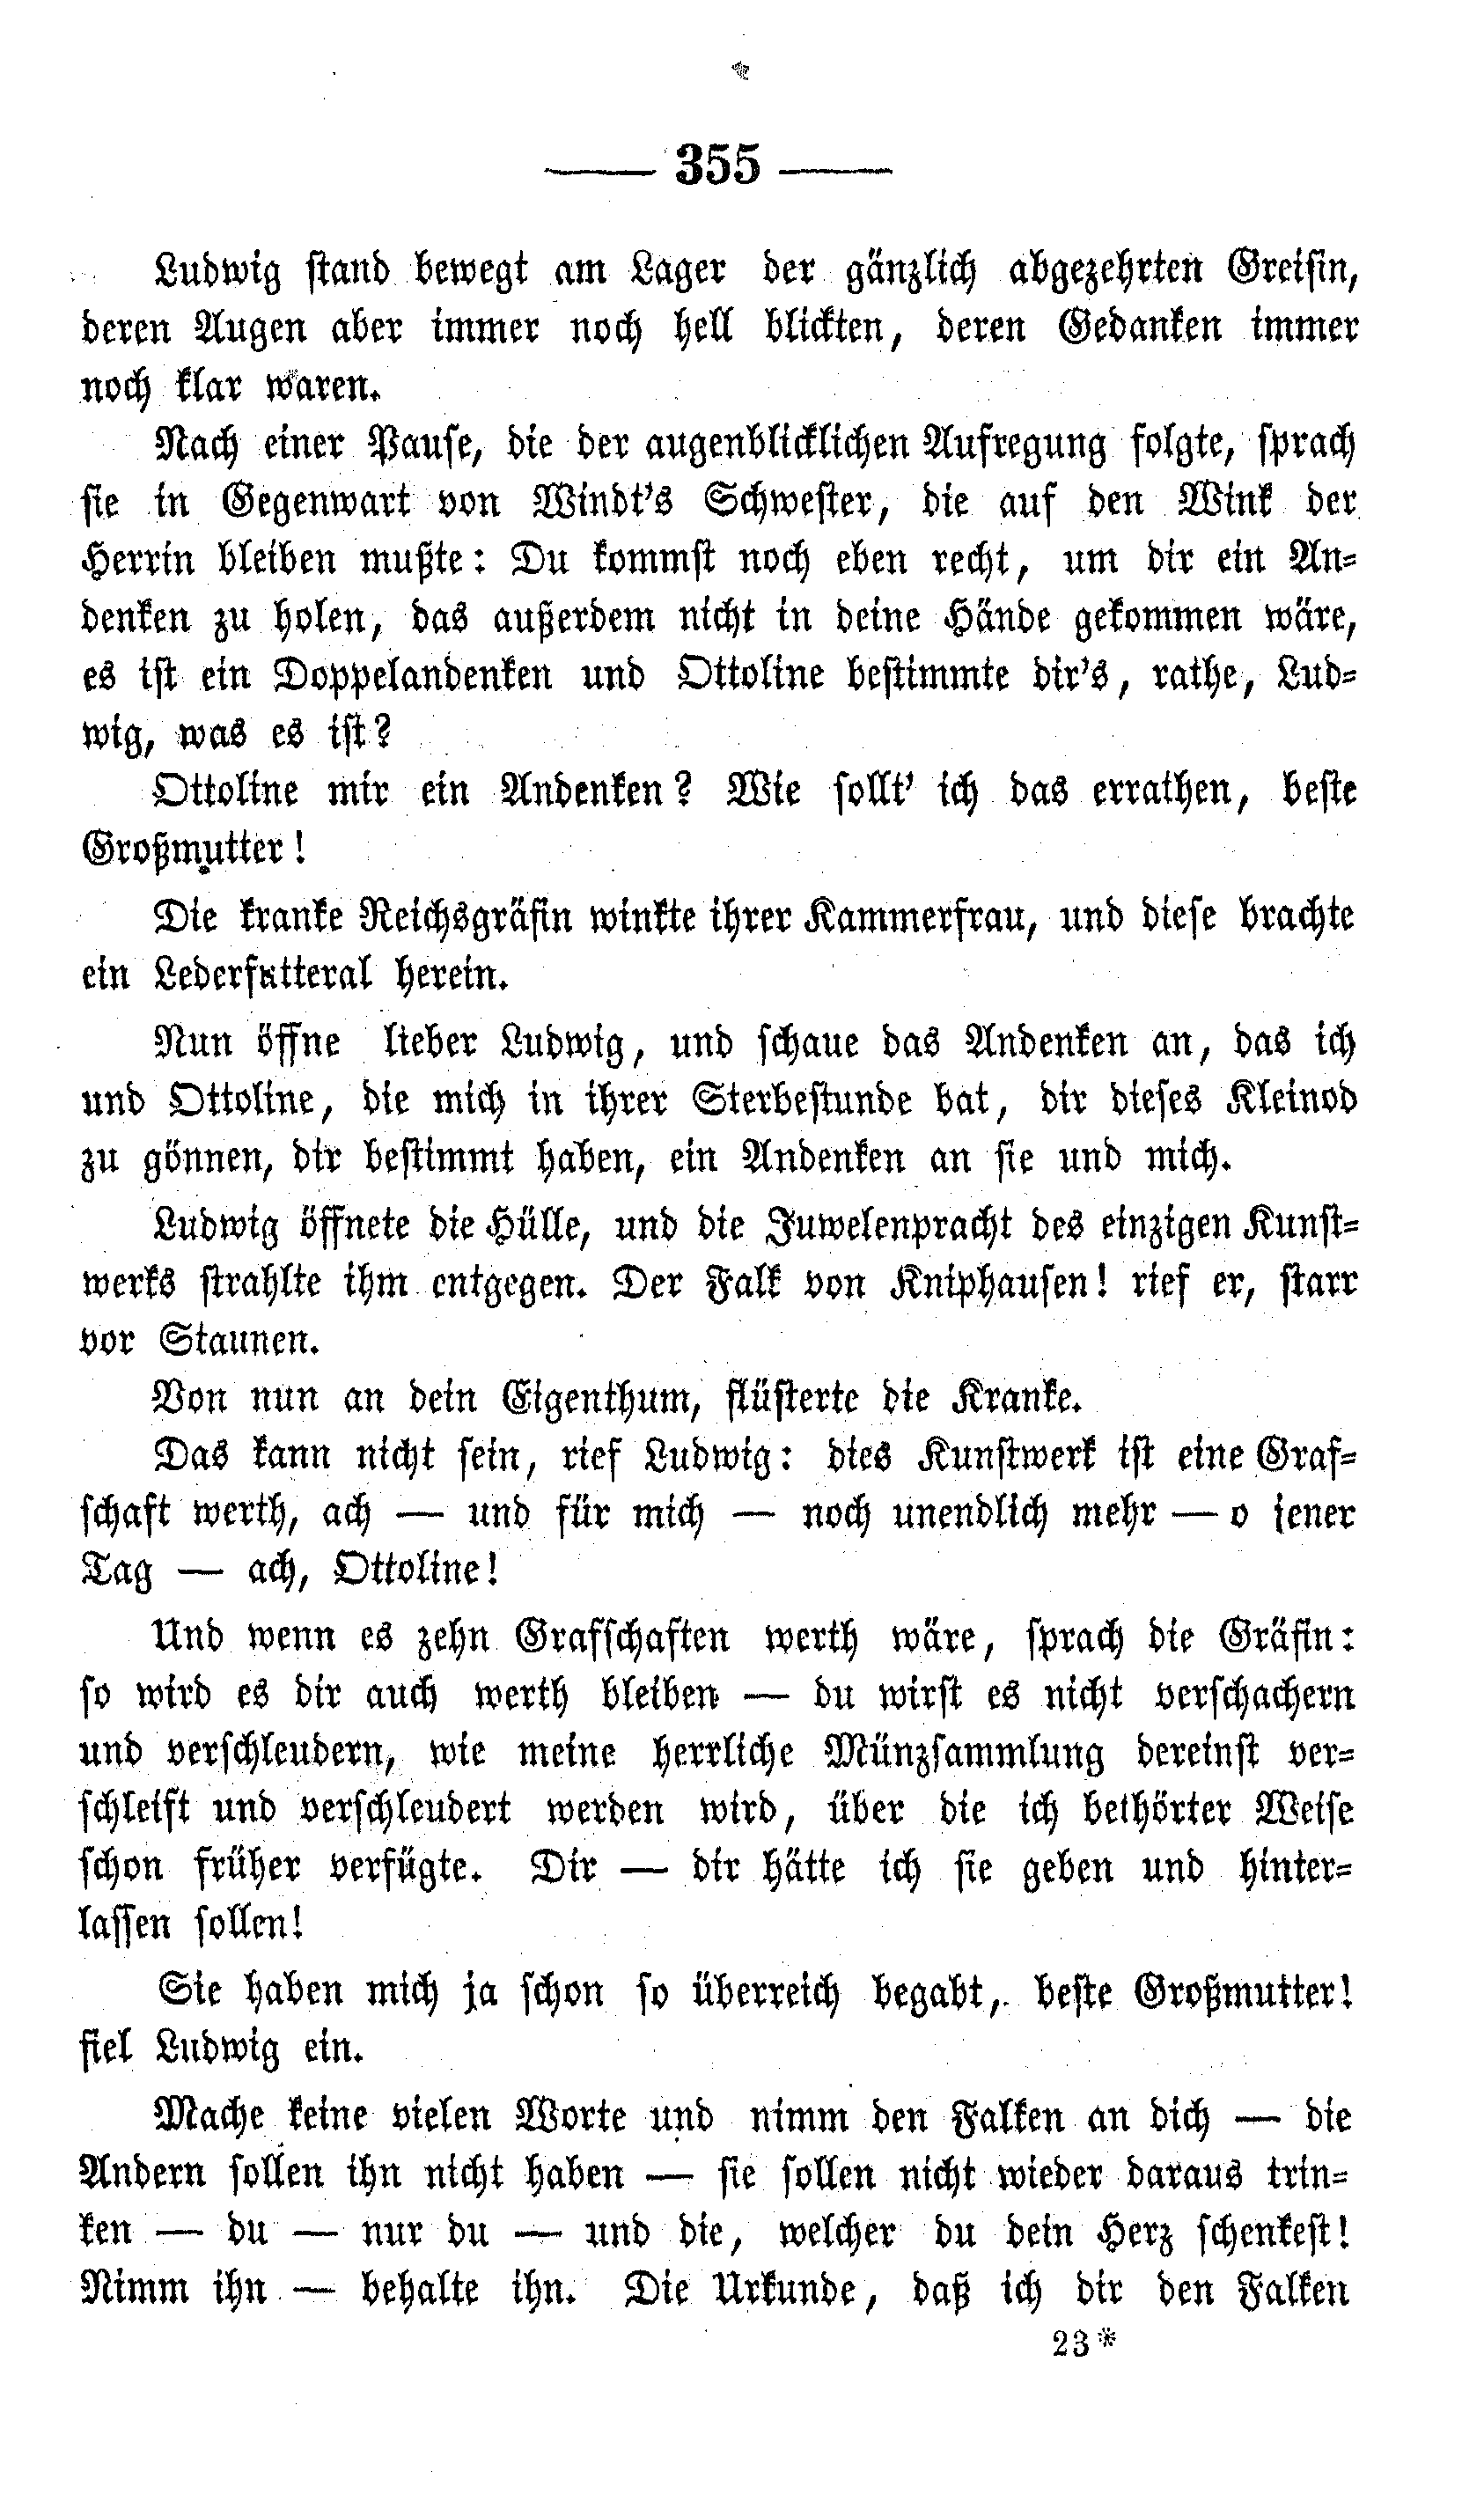 — 355 —
Ludwig stand bewegt am Lager der gänzlich abgezehrten Greisin,
deren Augen aber immer noch hell blickten, deren Gedanken immer
noch klar waren.
Nach einer Pause, die der augenblicklichen Aufregung folgte, sprach
sie in Gegenwart von Windt's Schwester, die auf den Wink der
Herrin bleiben mußte: Du kommst noch eben recht, um dir ein An-
denken zu holen, das außerdem nicht in deine Hände gekommen wäre,
es ist ein Doppelandenken und Ottoline bestimmte dir's, rathe, Lud-
wig, was es ist?
Ottoline mir ein Andenken? Wie sollt' ich das errathen, beste
Großmutter!
Die kranke Reichsgräfin winkte ihrer Kammerfrau, und diese brachte
ein Lederfutteral herein.
Nun öffne lieber Ludwig, und schaue das Andenken an, das ich
und Ottoline, die mich in ihrer Sterbestunde bat, dir dieses Kleinod
zu gönnen, dir bestimmt haben, ein Andenken an sie und mich.
Ludwig öffnete die Hülle, und die Juwelenpracht des einzigen Kunst-
werks strahlte ihm entgegen. Der Falk von Kniphausen! rief er, starr
vor Staunen.
Von nun an dein Eigenthum, flüsterte die Kranke.
Das kann nicht sein, rief Ludwig: dies Kunstwerk ist eine Graf-
schaft werth, ach — und für mich — noch unendlich mehr — o jener
Tag — ach, Ottoline!
Und wenn es zehn Grafschaften werth wäre, sprach die Gräfin:
so wird es dir auch werth bleiben — du wirst es nicht verschachern
und verschleudern, wie meine herrliche Münzsammlung dereinst ver-
schleift und verschleudert werden wird, über die ich bethörter Weise
schon früher verfügte. Dir — dir hätte ich sie geben und hinter-
lassen sollen!
Sie haben mich ja schon so überreich begabt, beste Großmutter!
fiel Ludwig ein.
Mache keine vielen Worte und nimm den Falken an dich — die
Andern sollen ihn nicht haben — sie sollen nicht wieder daraus trin-
ken — du — nur du — und die, welcher du dein Herz schenkest!
Nimm ihn — behalte ihn. Die Urkunde, daß ich dir den Falken
23*